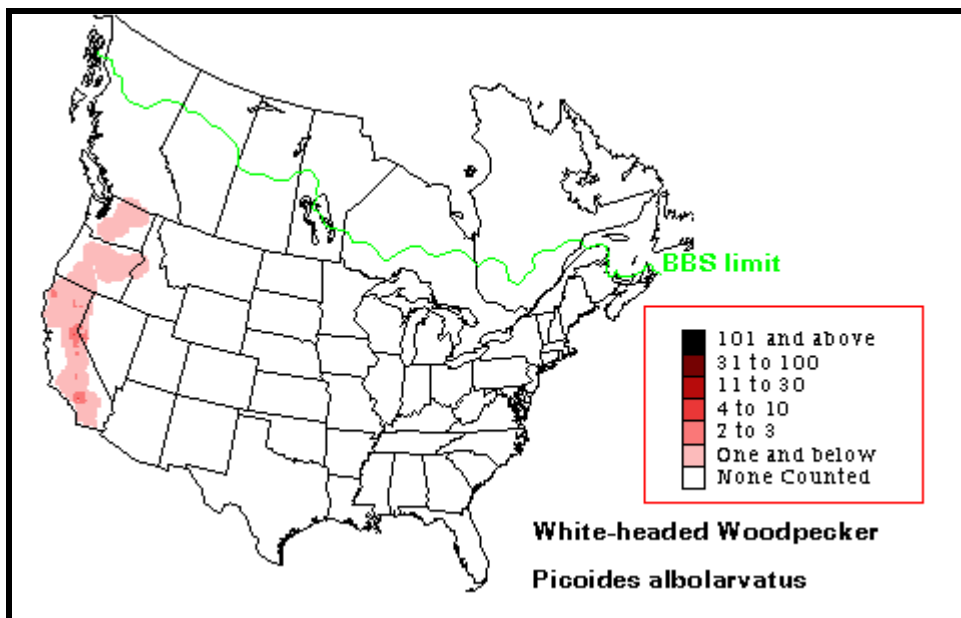 BBS limit
101 and above
31 to 100
11 to 30
4 to 10
2 to 3
One and below
None Counted
White-headed Woodpecker
Picoides albolarvatus